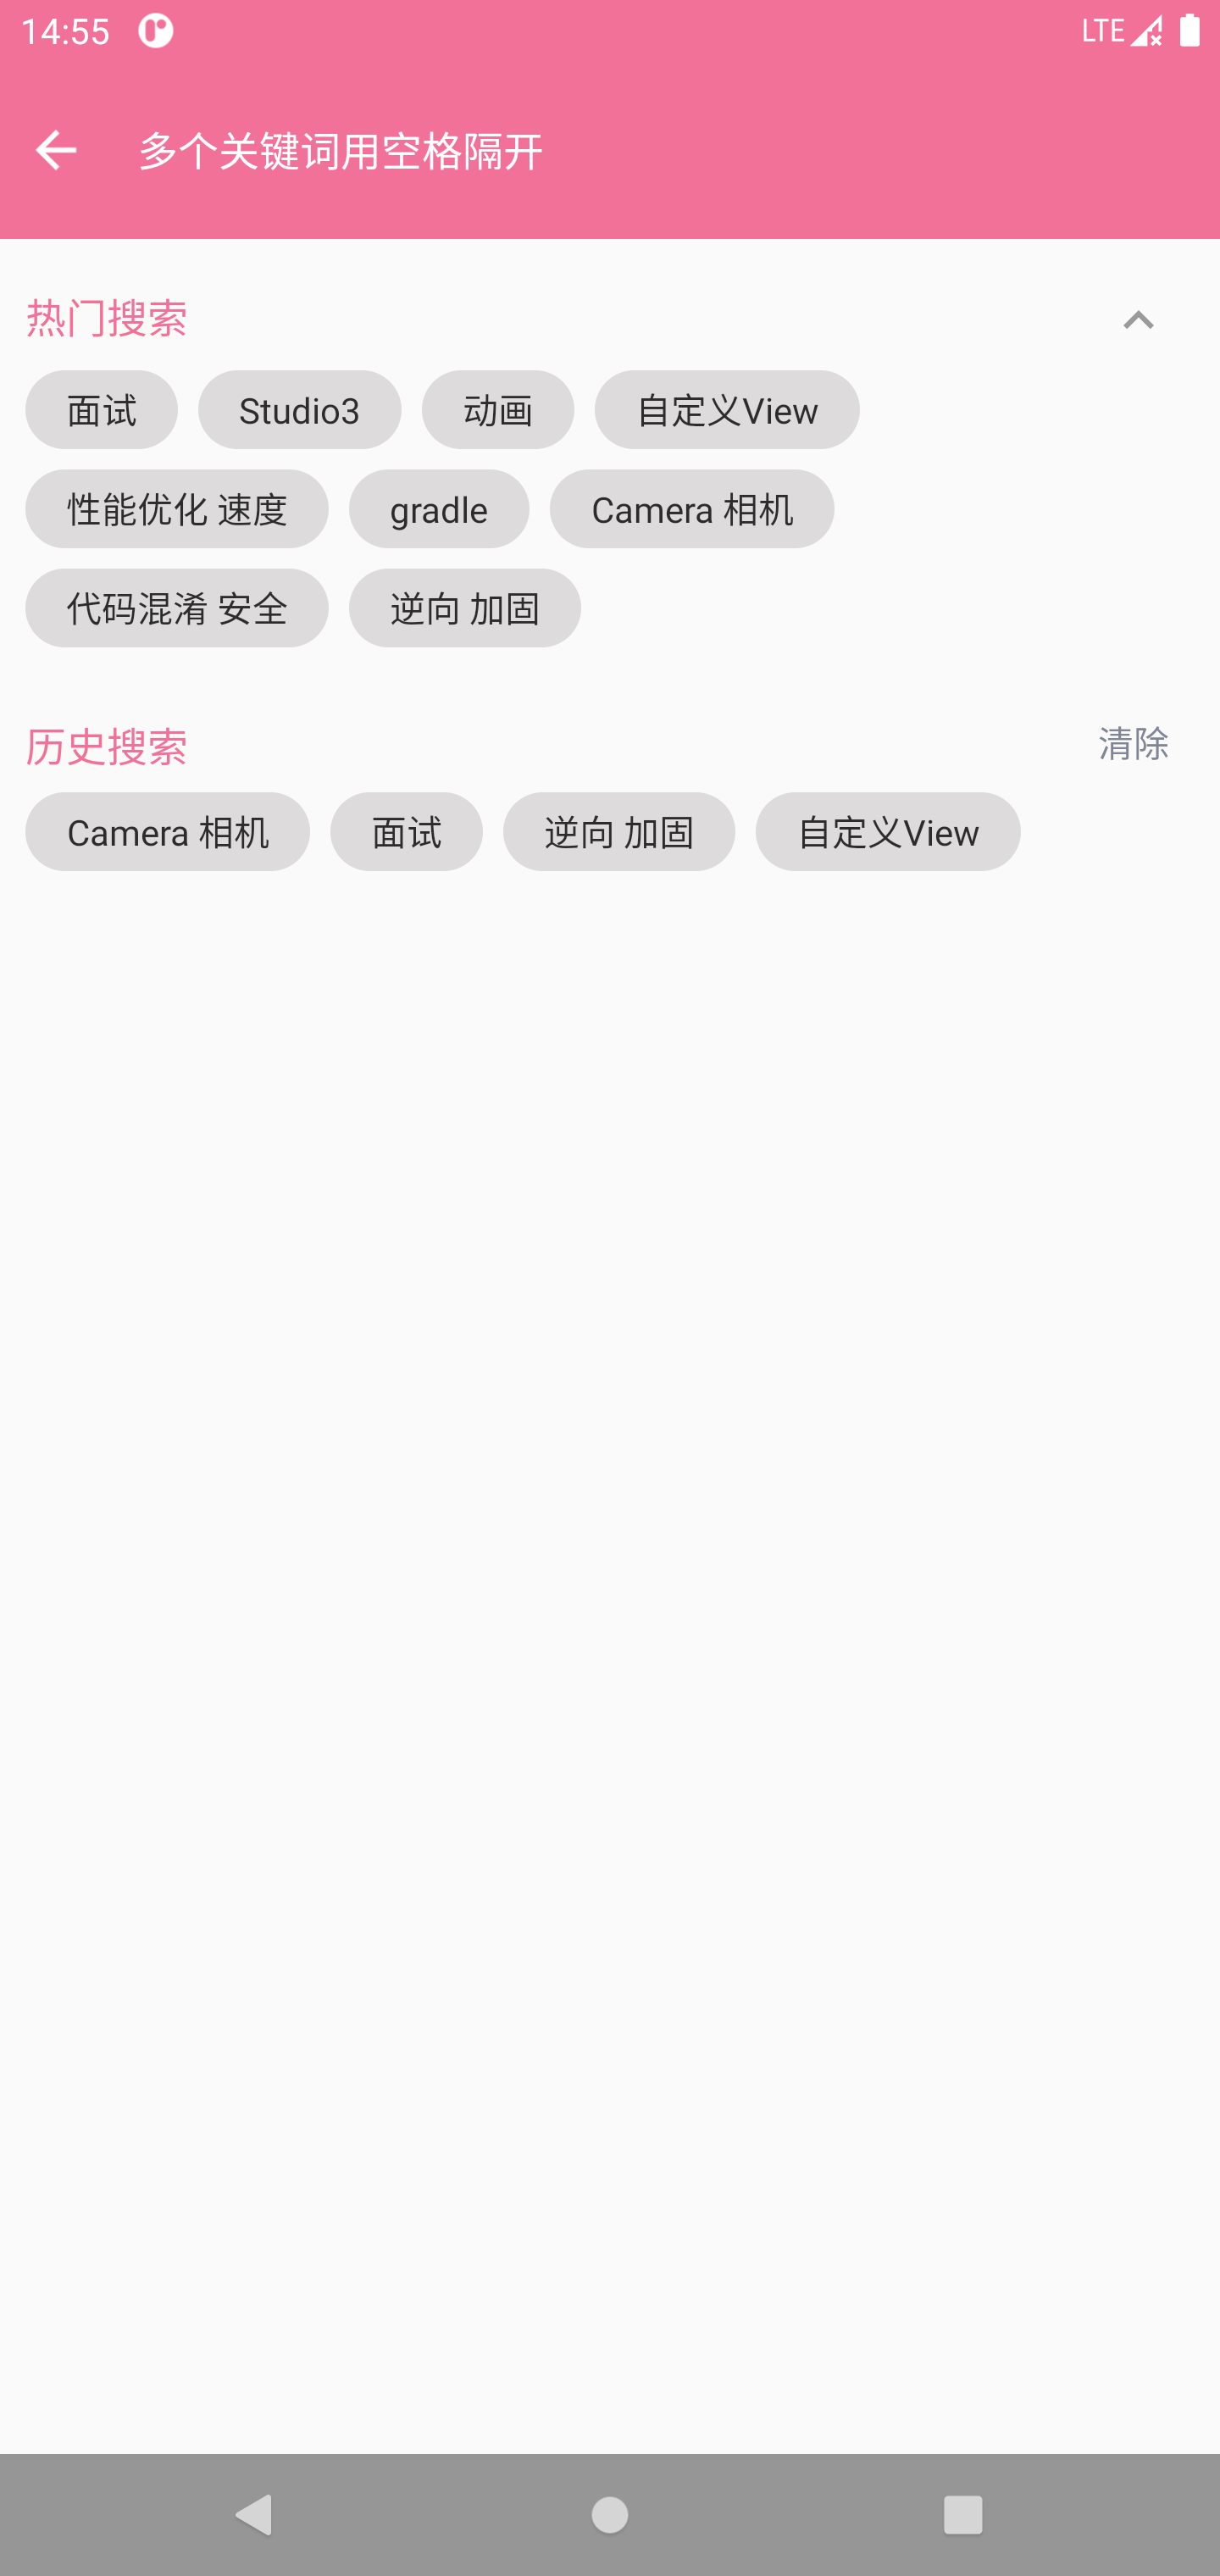 14:55 LTE
多个关键词用空格隔开
热门搜索
面试 Studio3 动画 自定义View
性能优化 速度 gradle Camera 相机
代码混淆 安全 逆向 加固
历史搜索 清除
Camera 相机 面试 逆向 加固 自定义View